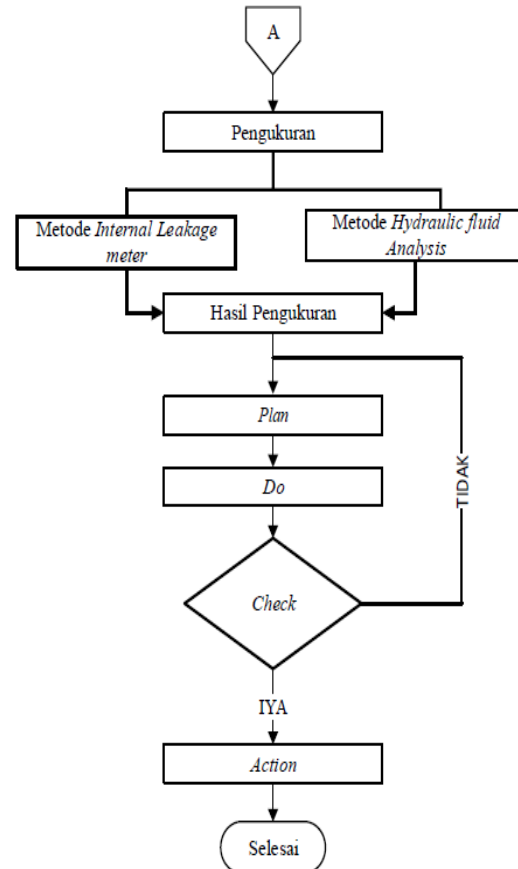 A
Pengukuran
Metode Internal Leakage
meter
Metode Hydraulic fluid
Analysis
Hasil Pengukuran
Plan
Do
Check
TIDAK
IYA
Action
Selesai